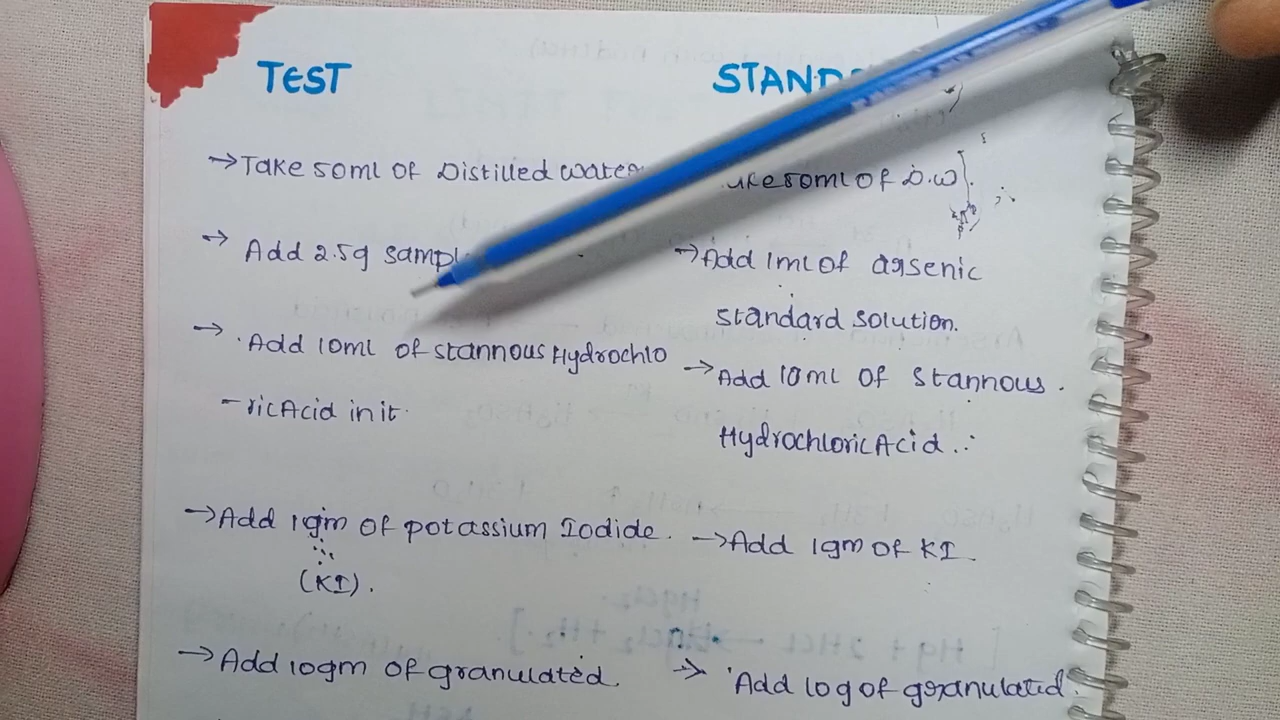 TEST
→Take 50ml of Distilled water
→ Add 2.5g sampl
→ Add 10ml of stannous Hydrochlo
-ric Acid in it.
→Add 1gm of potassium Iodide.
(KI).
→Add 10gm of granulated
STAND
50ml of D.W
→Add 1ml of arsenic
standard solution.
→Add 10ml of stannous
Hydrochloric Acid.
→Add 1gm of KI
→ Add 10g of granulated